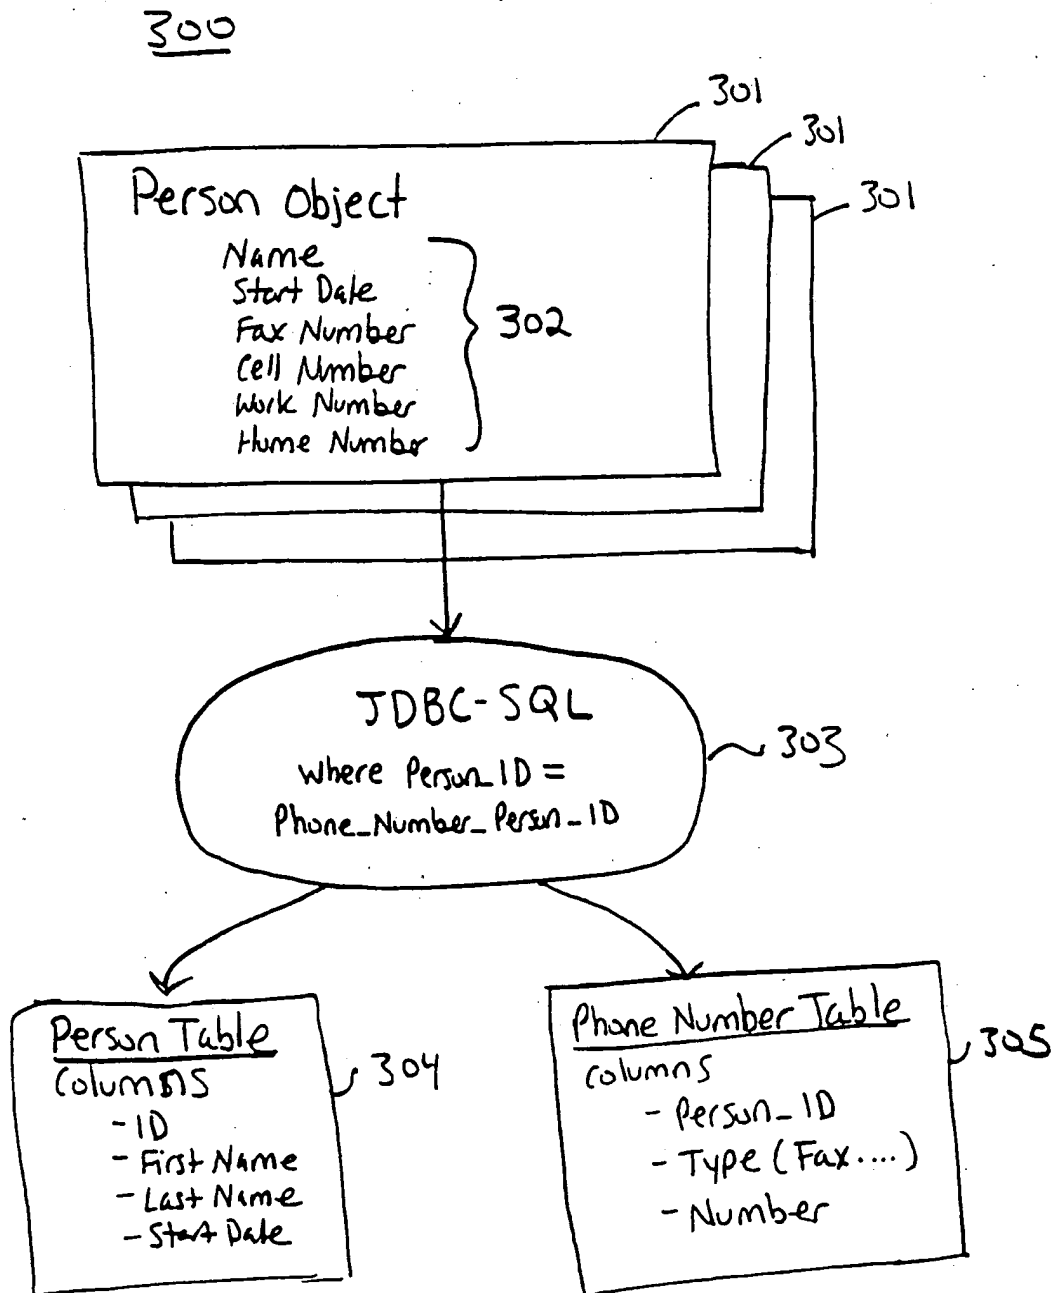 300
301
301
301
Person Object
Name
Start Date
Fax Number
Cell Number
Work Number
Home Number
302
JDBC-SQL
where Person_ID =
Phone_Number_Person_ID
303
Person Table
Columns
- ID
- First Name
- Last Name
- Start Date
304
Phone Number Table
Columns
- Person_ID
- Type (Fax....)
- Number
305